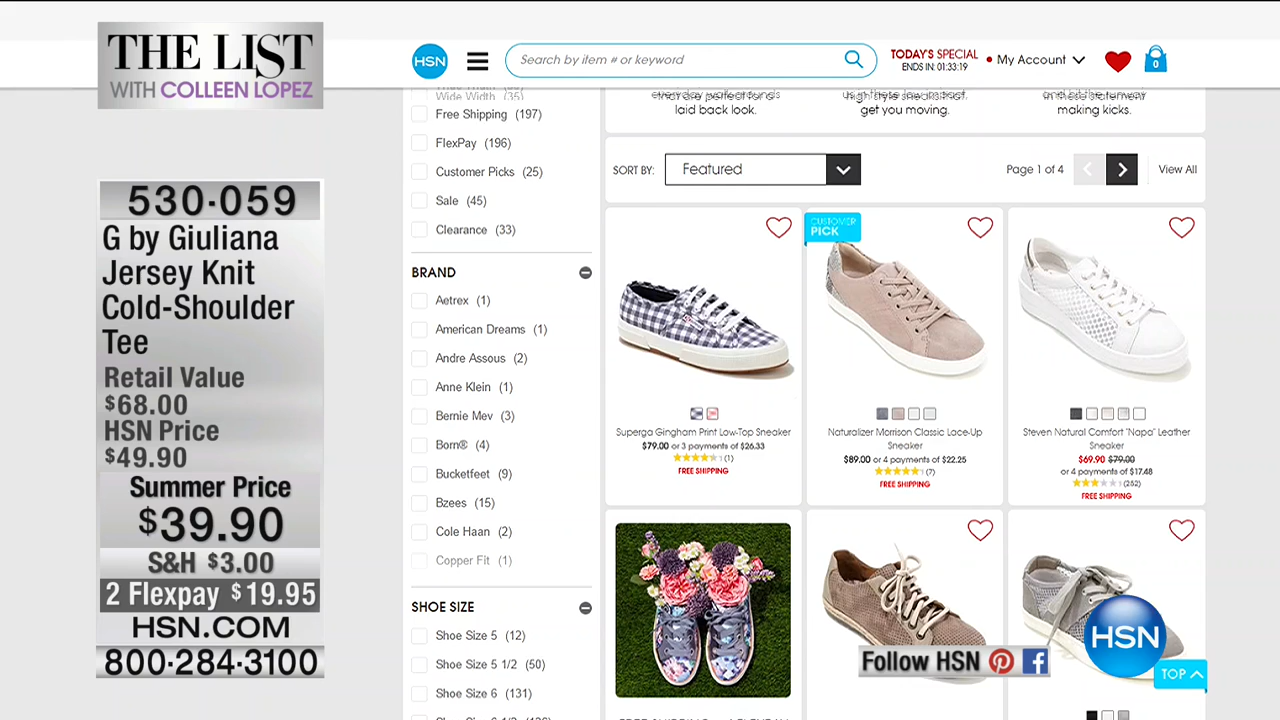 THE LIST
WITH COLLEEN LOPEZ
HSN
Search by item # or keyword
TODAY'S SPECIAL
ENDS IN: 01:33:19
My Account
0
530-059
G by Giuliana
Jersey Knit
Cold-Shoulder
Tee
Retail Value
$68.00
HSN Price
$49.90
Summer Price
$39.90
S&H $3.00
2 Flexpay $19.95
HSN.COM
800-284-3100
Wide Width (35)
Free Shipping (197)
FlexPay (196)
Customer Picks (25)
Sale (45)
Clearance (33)
BRAND
Aetrex (1)
American Dreams (1)
Andre Assous (2)
Anne Klein (1)
Bernie Mev (3)
Born® (4)
Bucketfeet (9)
Bzees (15)
Cole Haan (2)
Copper Fit (1)
SHOE SIZE
Shoe Size 5 (12)
Shoe Size 5 1/2 (50)
Shoe Size 6 (131)
laid back look.
get you moving.
making kicks.
SORT BY:
Featured
Page 1 of 4
View All
Superga Gingham Print Low-Top Sneaker
$79.00 or 3 payments of $26.33
(1)
FREE SHIPPING
CUSTOMER
PICK
Naturalizer Morrison Classic Lace-Up
Sneaker
$89.00 or 4 payments of $22.25
(7)
FREE SHIPPING
Steven Natural Comfort "Napa" Leather
Sneaker
$69.90 $79.00
or 4 payments of $17.48
(252)
FREE SHIPPING
Follow HSN
HSN
TOP